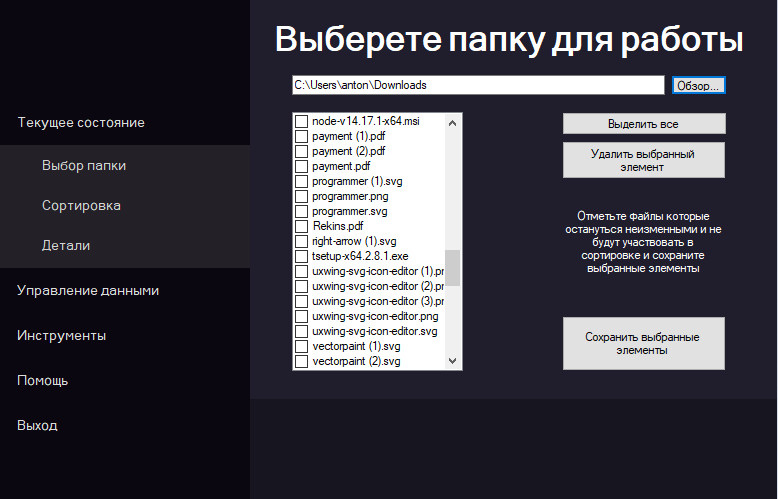 Выберете папку для работы
C:\Users\anton\Downloads
Обзор...
Текущее состояние
Выбор папки
Сортировка
Детали
Управление данными
Инструменты
Помощь
Выход
node-v14.17.1-x64.msi
payment (1).pdf
payment (2).pdf
payment.pdf
programmer (1).svg
programmer.png
programmer.svg
Rekins.pdf
right-arrow (1).svg
tsetup-x64.2.8.1.exe
uxwing-svg-icon-editor (1).pr
uxwing-svg-icon-editor (2).pr
uxwing-svg-icon-editor (3).pr
uxwing-svg-icon-editor.png
uxwing-svg-icon-editor.svg
vectorpaint (1).svg
vectorpaint (2).svg
Выделить все
Удалить выбранный
элемент
Отметьте файлы которые
останутся неизменными и не
будут участвовать в
сортировке и сохраните
выбранные элементы
Сохранить выбранные
элементы